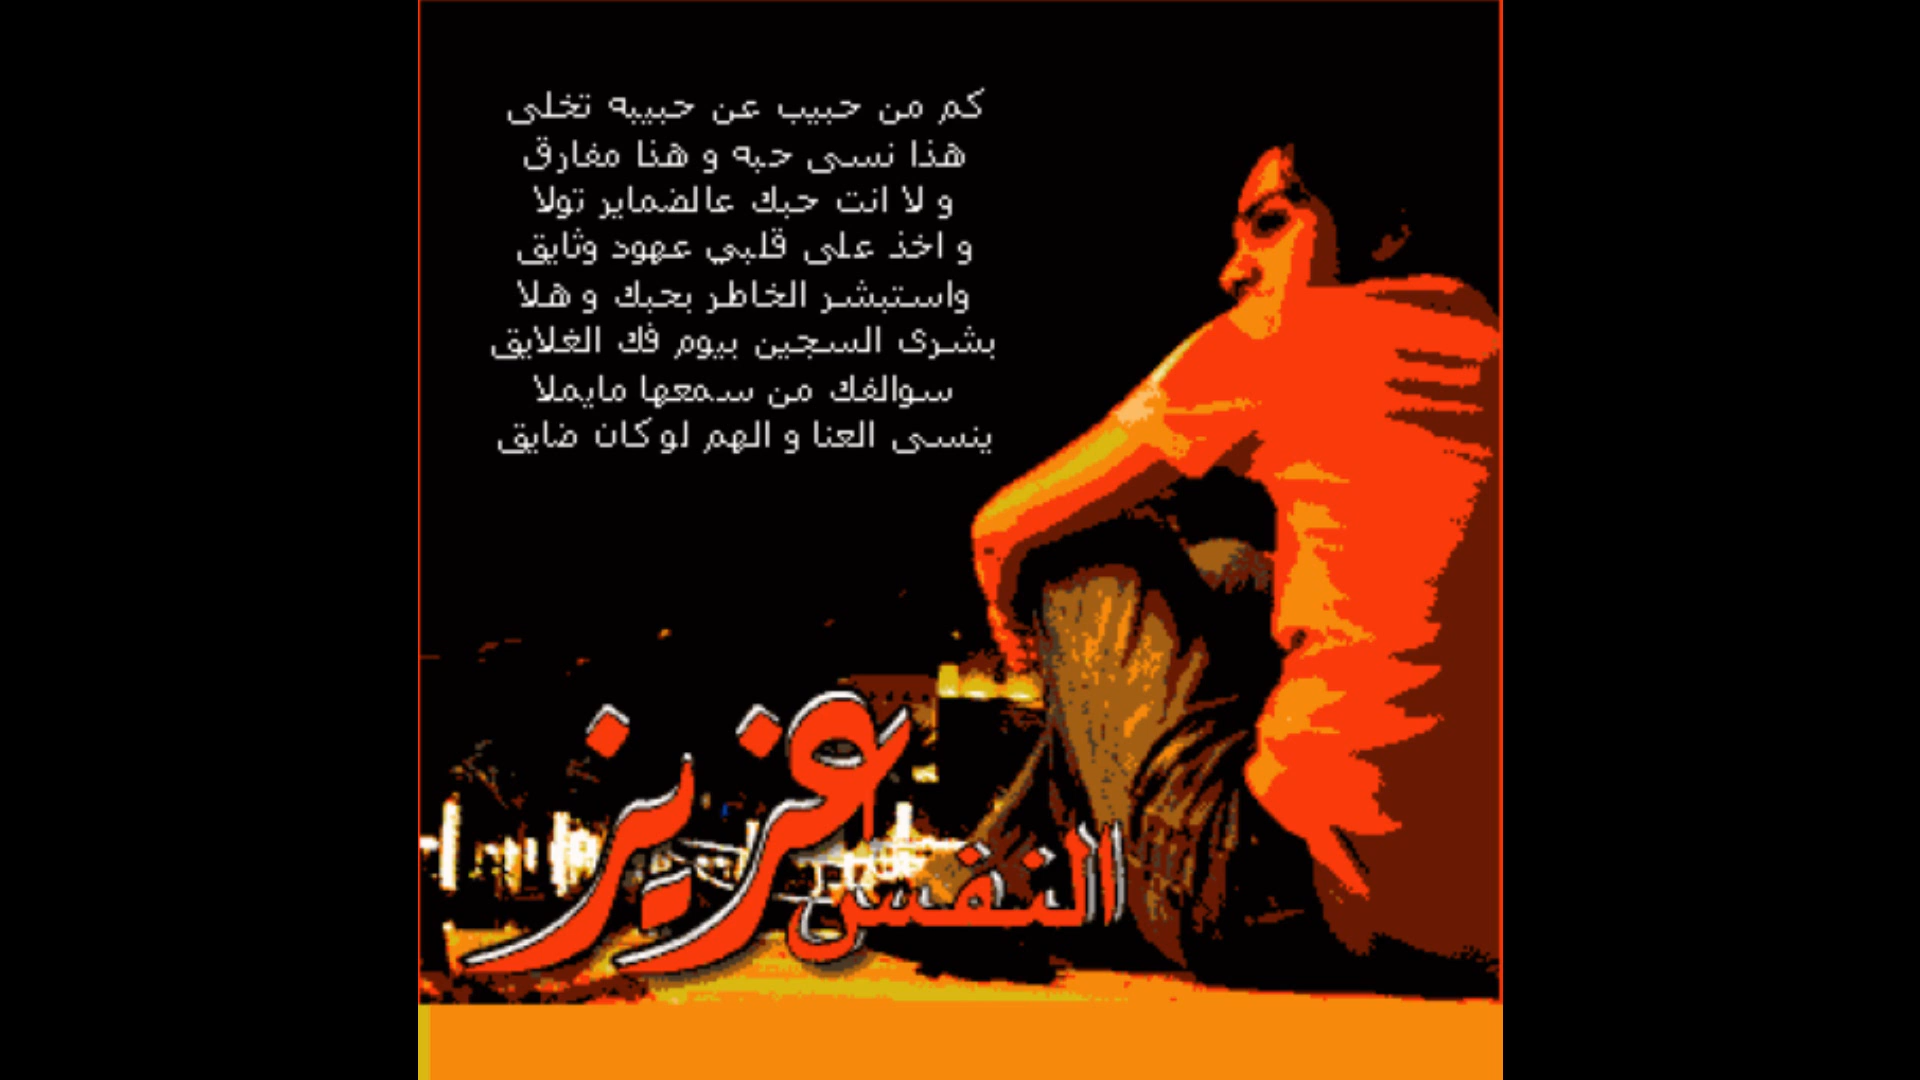 كم من حبيب عن حبيبه تخلى
هذا نسى حبه و هنا مفارق
و لا انت حبك عالضماير تولا
و اخذ على قلبي عهود وثايق
واستبشر الخاطر بحبك و هلا
بشرى السجين بيوم فك الغلايق
سوالفك من سمعها مايملا
ينسى العنا و الهم لو كان ضايق
عزيز
النفس